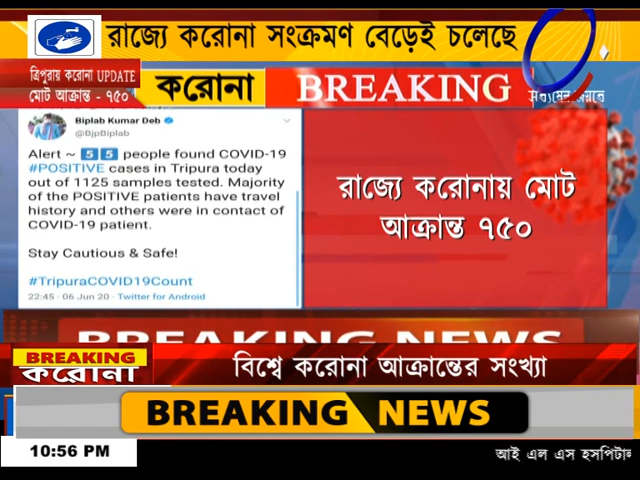 রাজ্যে করোনা সংক্রমণ বেড়েই চলেছে
ত্রিপুরায় করোনা UPDATE
মোট আক্রান্ত - ৭৫০
করোনা
BREAKING
Biplab Kumar Deb
@BjpBiplab
Alert ~ 5 5 people found COVID-19
#POSITIVE cases in Tripura today
out of 1125 samples tested. Majority
of the POSITIVE patients have travel
history and others were in contact of
COVID-19 patient.
Stay Cautious & Safe!
#TripuraCOVID19Count
22:45 · 06 Jun 20 · Twitter for Android
রাজ্যে করোনায় মোট
আক্রান্ত ৭৫০
BREAKING NEWS
BREAKING
করোনা
বিশ্বে করোনা আক্রান্তের সংখ্যা
BREAKING NEWS
10:56 PM
আই এল এস হসপিটাল